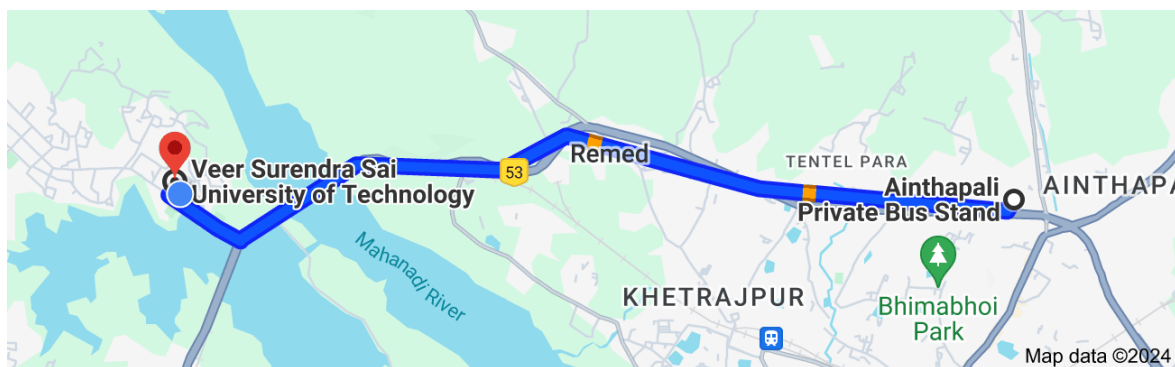 Veer Surendra Sai
University of Technology
53
Remed
TENTEL PARA
Ainthapali
Private Bus Stand
AINTHAPA
Mahanadi River
KHETRAJPUR
Bhimabhoi
Park
Map data ©2024